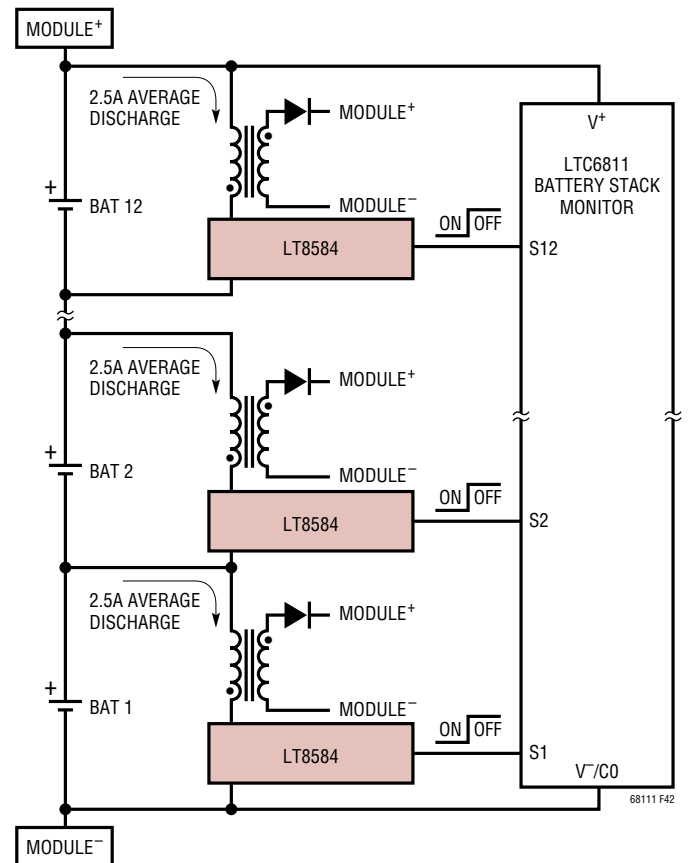 MODULE⁺
2.5A AVERAGE
DISCHARGE
MODULE⁺
V⁺
LTC6811
BATTERY STACK
MONITOR
+
BAT 12
MODULE⁻
ON OFF
LT8584
S12
2.5A AVERAGE
DISCHARGE
MODULE⁺
+
BAT 2
MODULE⁻
ON OFF
LT8584
S2
2.5A AVERAGE
DISCHARGE
MODULE⁺
+
BAT 1
MODULE⁻
ON OFF
LT8584
S1
V⁻/C0
68111 F42
MODULE⁻